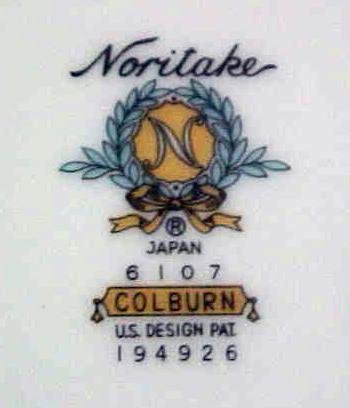 Noritake
N
®
JAPAN
6107
COLBURN
U.S. DESIGN PAT.
194926